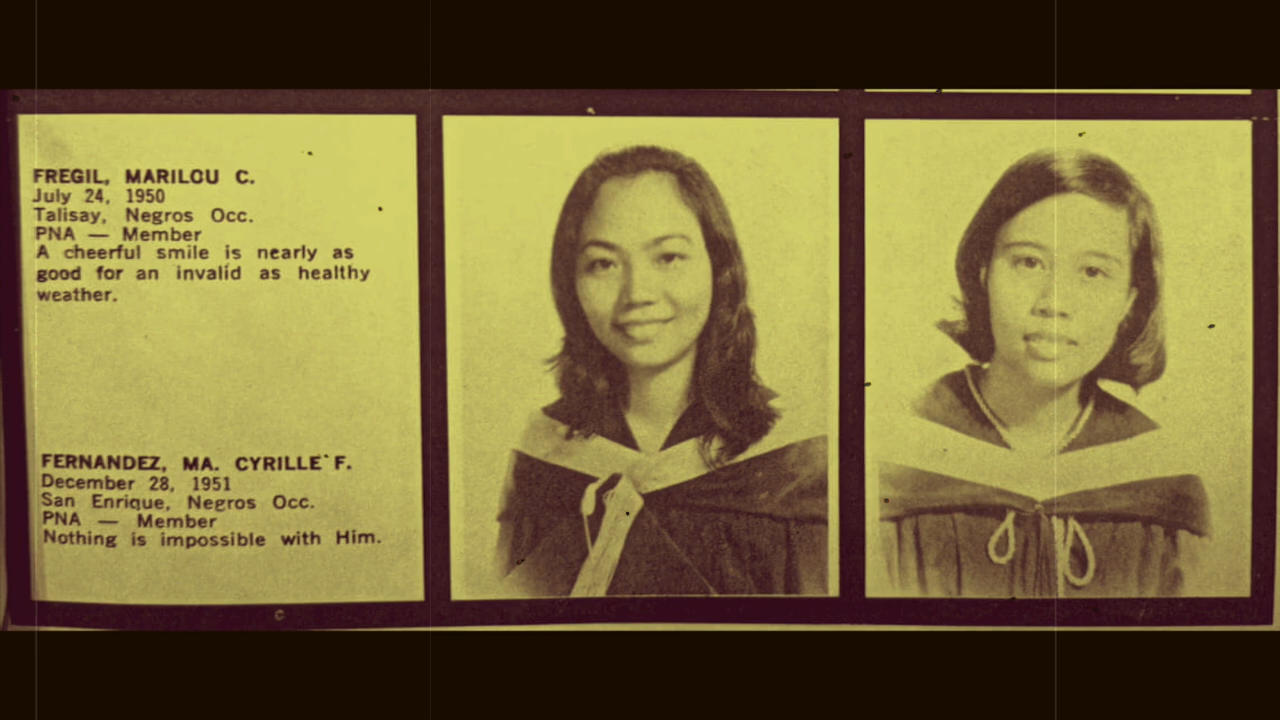 FREGIL, MARILOU C.
July 24, 1950
Talisay, Negros Occ.
PNA — Member
A cheerful smile is nearly as
good for an invalid as healthy
weather.
FERNANDEZ, MA. CYRILLE F.
December 28, 1951
San Enrique, Negros Occ.
PNA — Member
Nothing is impossible with Him.